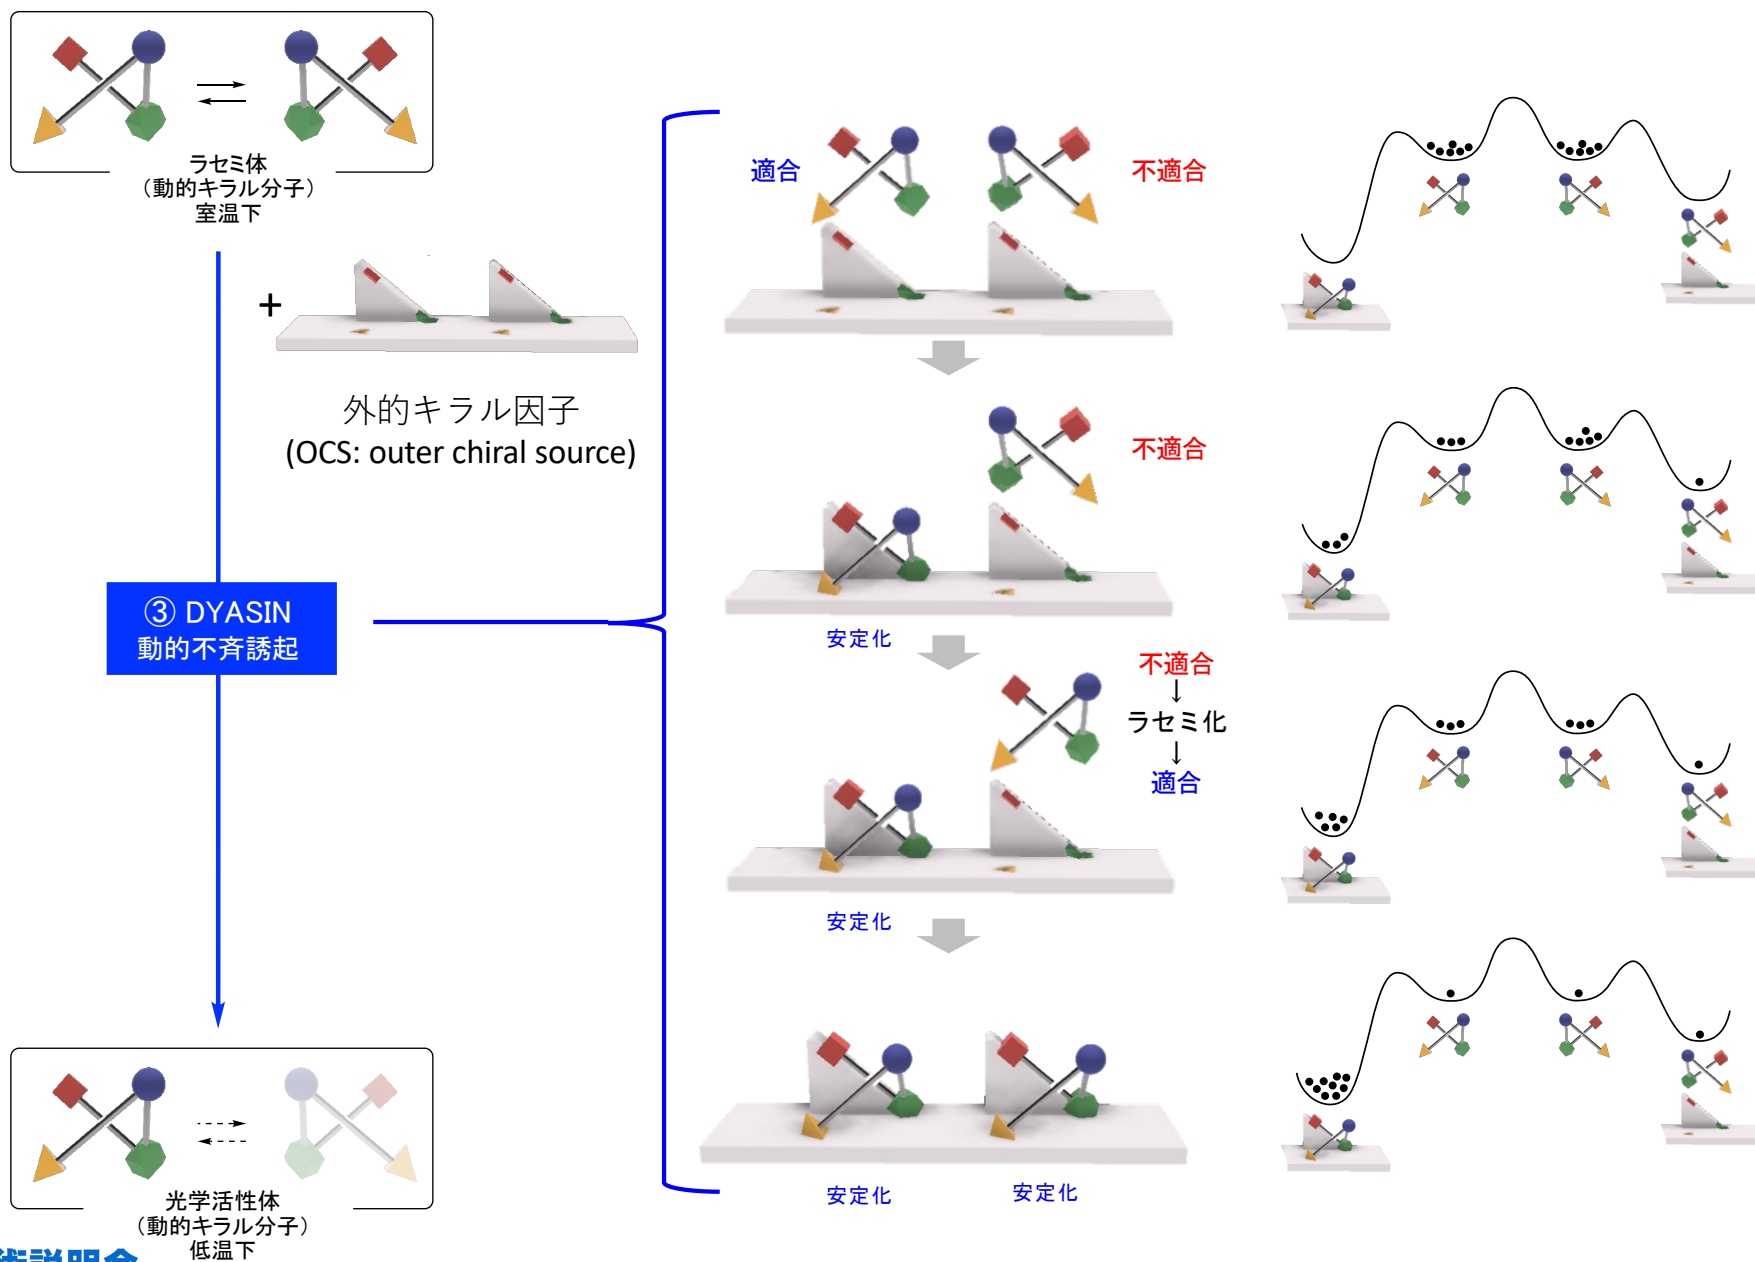 ラセミ体
（動的キラル分子）
室温下
+
外的キラル因子
(OCS: outer chiral source)
③ DYASIN
動的不斉誘起
光学活性体
（動的キラル分子）
低温下
適合
不適合
不適合
安定化
不適合
↓
ラセミ化
↓
適合
安定化
安定化
安定化
術説明会